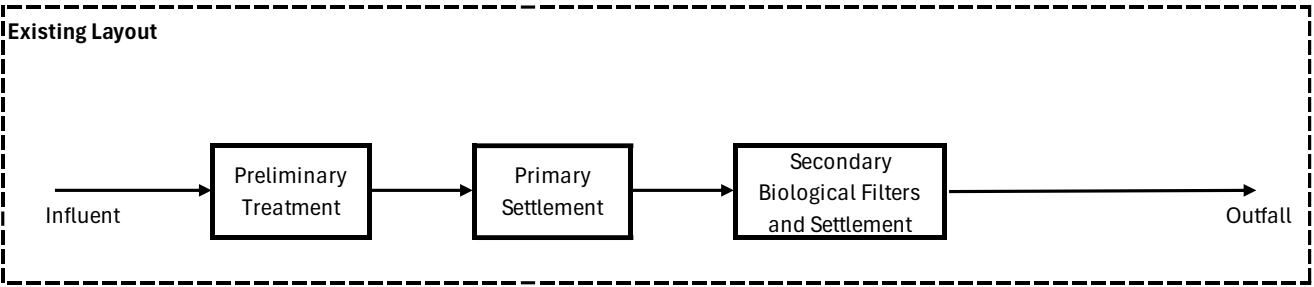 Existing Layout
Preliminary
Treatment
Primary
Settlement
Secondary
Biological Filters
and Settlement
Influent
Outfall